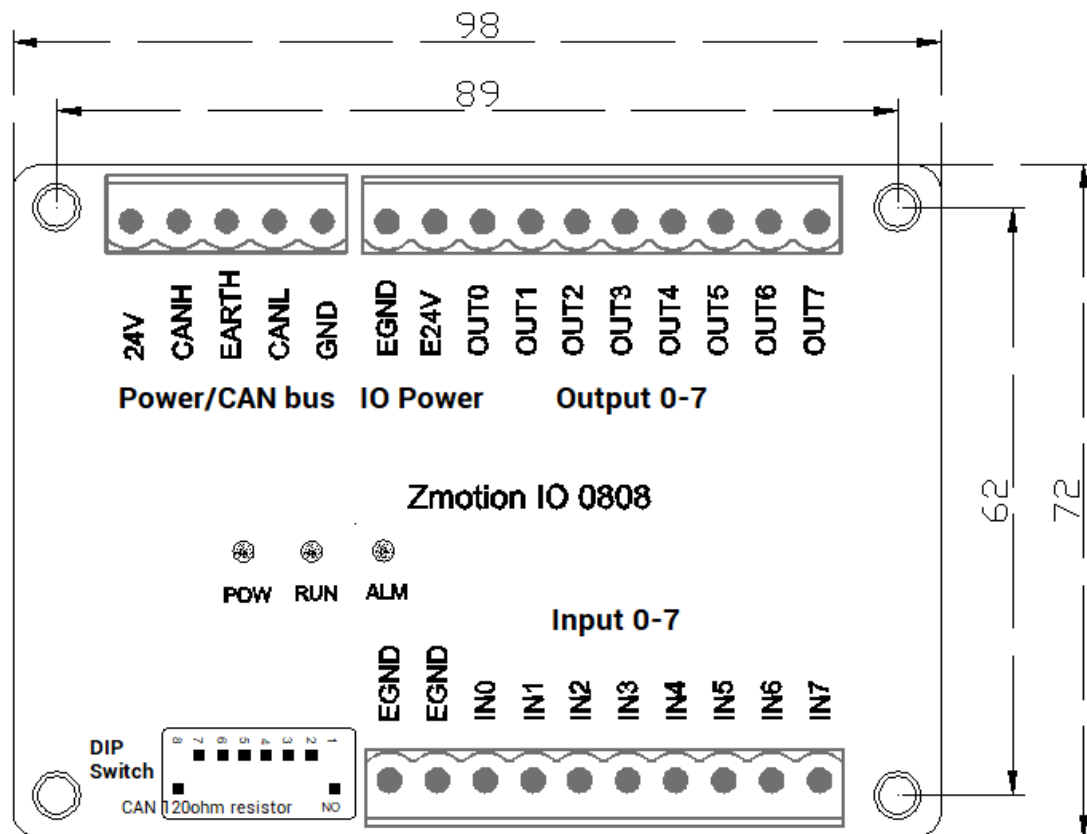 98
89
24V CANH EARTH CANL GND EGND E24V OUT0 OUT1 OUT2 OUT3 OUT4 OUT5 OUT6 OUT7
Power/CAN bus IO Power Output 0-7
62
72
Zmotion IO 0808
POW RUN ALM
Input 0-7
EGND EGND IN0 IN1 IN2 IN3 IN4 IN5 IN6 IN7
DIP
Switch
8 7 6 5 4 3 2 1
CAN 120ohm resistor NO